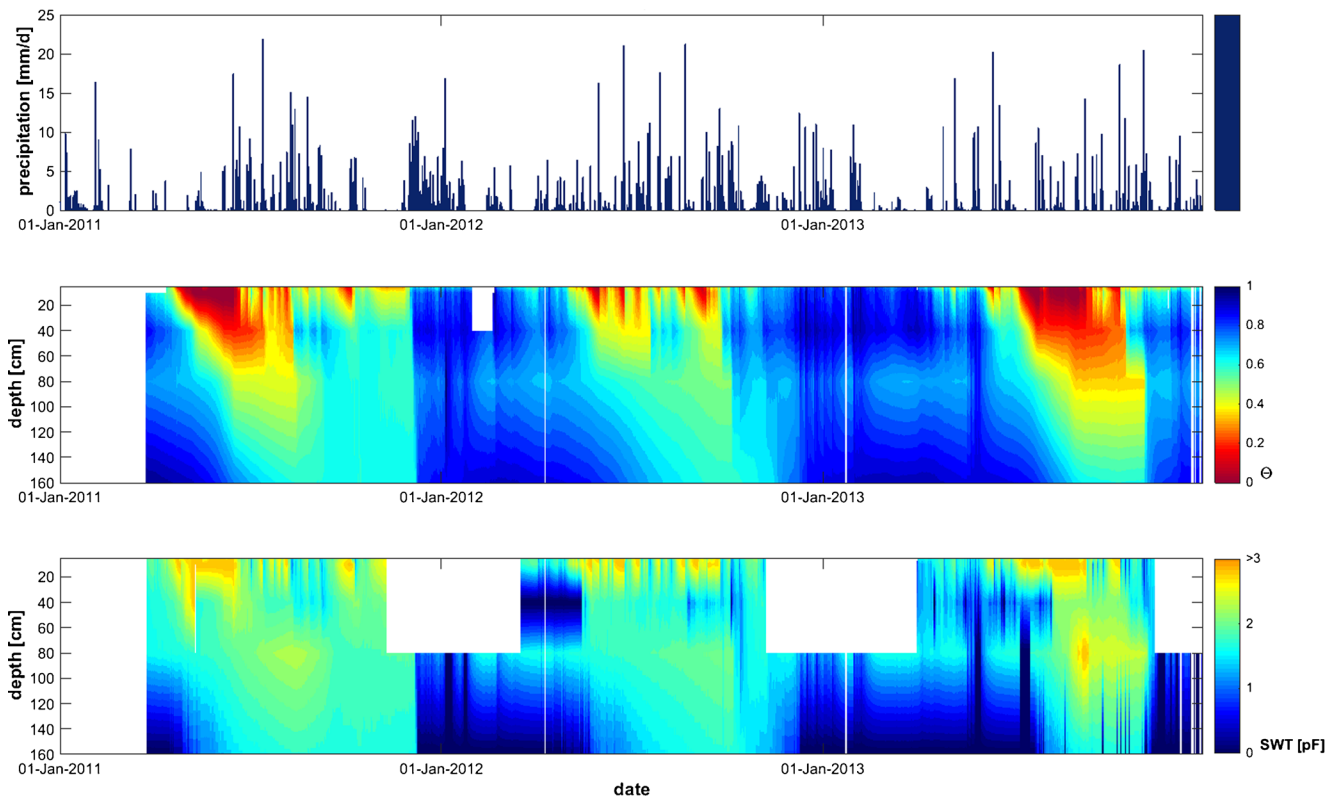 precipitation [mm/d]
25
20
15
10
5
0
01-Jan-2011
01-Jan-2012
01-Jan-2013
depth [cm]
20
40
60
80
100
120
140
160
01-Jan-2011
01-Jan-2012
01-Jan-2013
1
0.8
0.6
0.4
0.2
0
Θ
depth [cm]
20
40
60
80
100
120
140
160
01-Jan-2011
01-Jan-2012
01-Jan-2013
date
>3
2
1
0
SWT [pF]